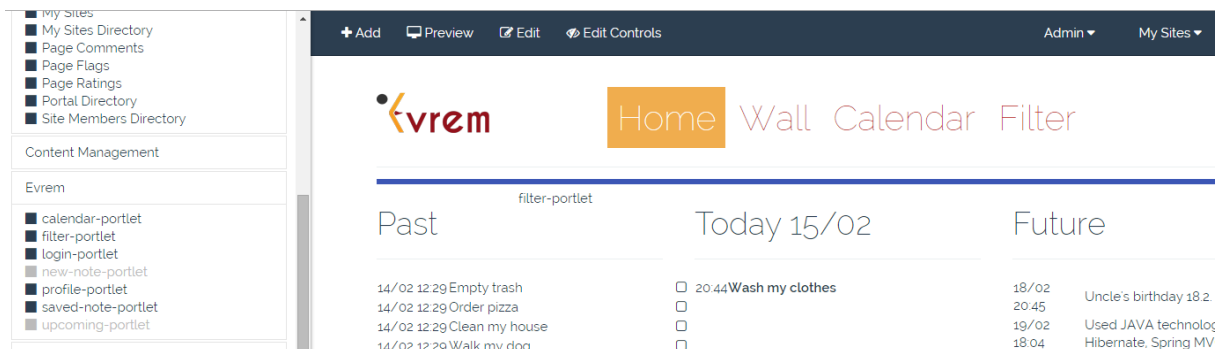 My Sites
My Sites Directory
Page Comments
Page Flags
Page Ratings
Portal Directory
Site Members Directory
Content Management
Evrem
calendar-portlet
filter-portlet
login-portlet
new-note-portlet
profile-portlet
saved-note-portlet
upcoming-portlet
Add Preview Edit Edit Controls Admin My Sites
vrem
Home Wall Calendar Filter
filter-portlet
Past
14/02 12:29 Empty trash
14/02 12:29 Order pizza
14/02 12:29 Clean my house
14/02 12:29 Walk my dog
Today 15/02
20:44 Wash my clothes
Future
18/02
20:45
Uncle's birthday 18.2.
19/02
18:04
Used JAVA technolog
Hibernate, Spring MV